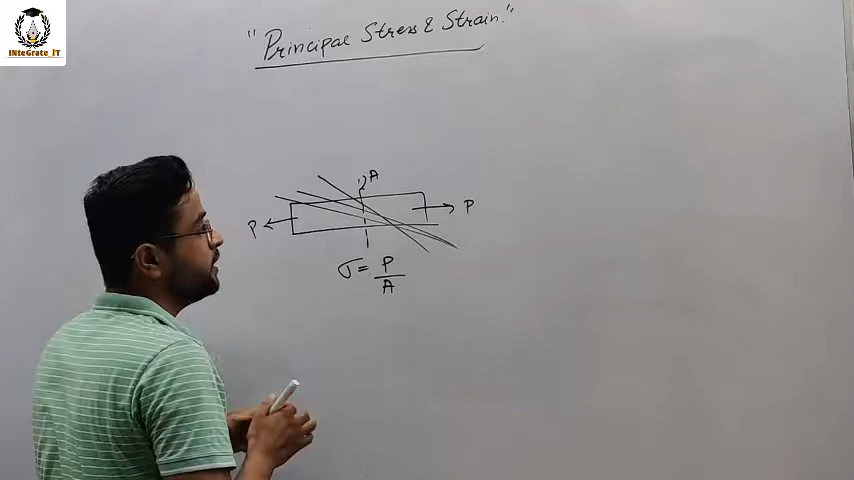 INteGrate_iT
"Principal Stress & Strain."
A
P
P
σ = P
A